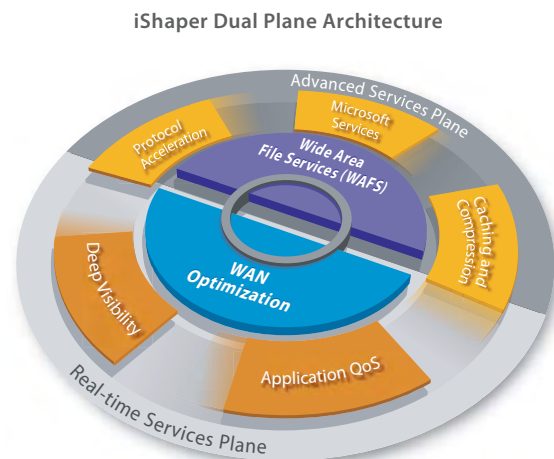 iShaper Dual Plane Architecture
Advanced Services Plane
Microsoft
Services
Protocol
Acceleration
Wide Area
File Services (WAFS)
Caching and
Compression
WAN
Optimization
Deep Visibility
Application QoS
Real-time Services Plane